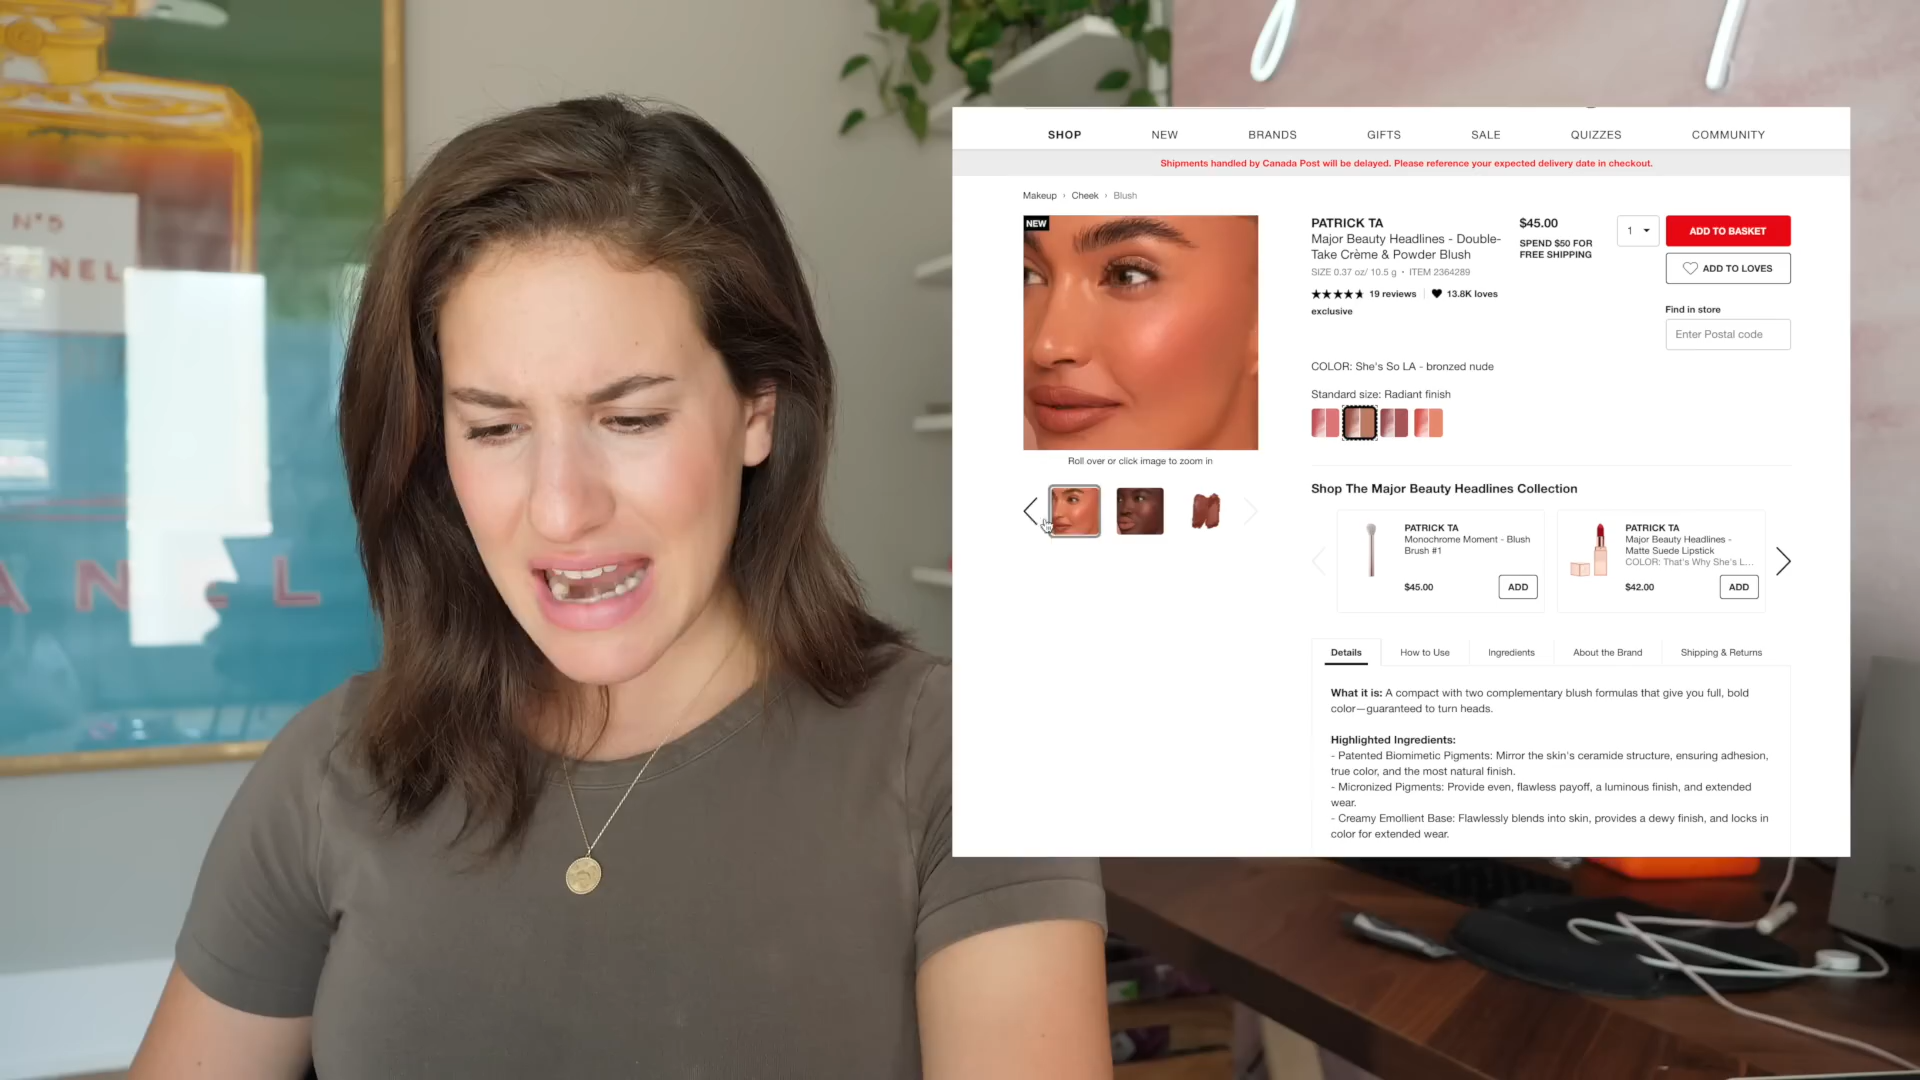 N°5
NEL
ANEL
SHOP
NEW
BRANDS
GIFTS
SALE
QUIZZES
COMMUNITY
Shipments handled by Canada Post will be delayed. Please reference your expected delivery date in checkout.
Makeup › Cheek › Blush
NEW
Roll over or click image to zoom in
PATRICK TA
Major Beauty Headlines - Double-
Take Crème & Powder Blush
SIZE 0.37 oz/ 10.5 g • ITEM 2364289
19 reviews
13.8K loves
exclusive
$45.00
SPEND $50 FOR
FREE SHIPPING
1
ADD TO BASKET
ADD TO LOVES
Find in store
Enter Postal code
COLOR: She's So LA - bronzed nude
Standard size: Radiant finish
Shop The Major Beauty Headlines Collection
PATRICK TA
Monochrome Moment - Blush
Brush #1
$45.00
ADD
PATRICK TA
Major Beauty Headlines -
Matte Suede Lipstick
COLOR: That's Why She's L...
$42.00
ADD
Details
How to Use
Ingredients
About the Brand
Shipping & Returns
What it is: A compact with two complementary blush formulas that give you full, bold
color—guaranteed to turn heads.
Highlighted Ingredients:
- Patented Biomimetic Pigments: Mirror the skin's ceramide structure, ensuring adhesion,
true color, and the most natural finish.
- Micronized Pigments: Provide even, flawless payoff, a luminous finish, and extended
wear.
- Creamy Emollient Base: Flawlessly blends into skin, provides a dewy finish, and locks in
color for extended wear.